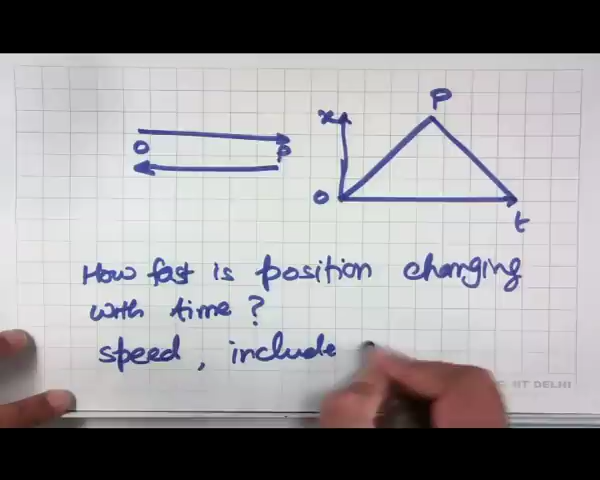 O
P
x
P
O
t
How fast is position changing
with time?
speed, include
IIT DELHI